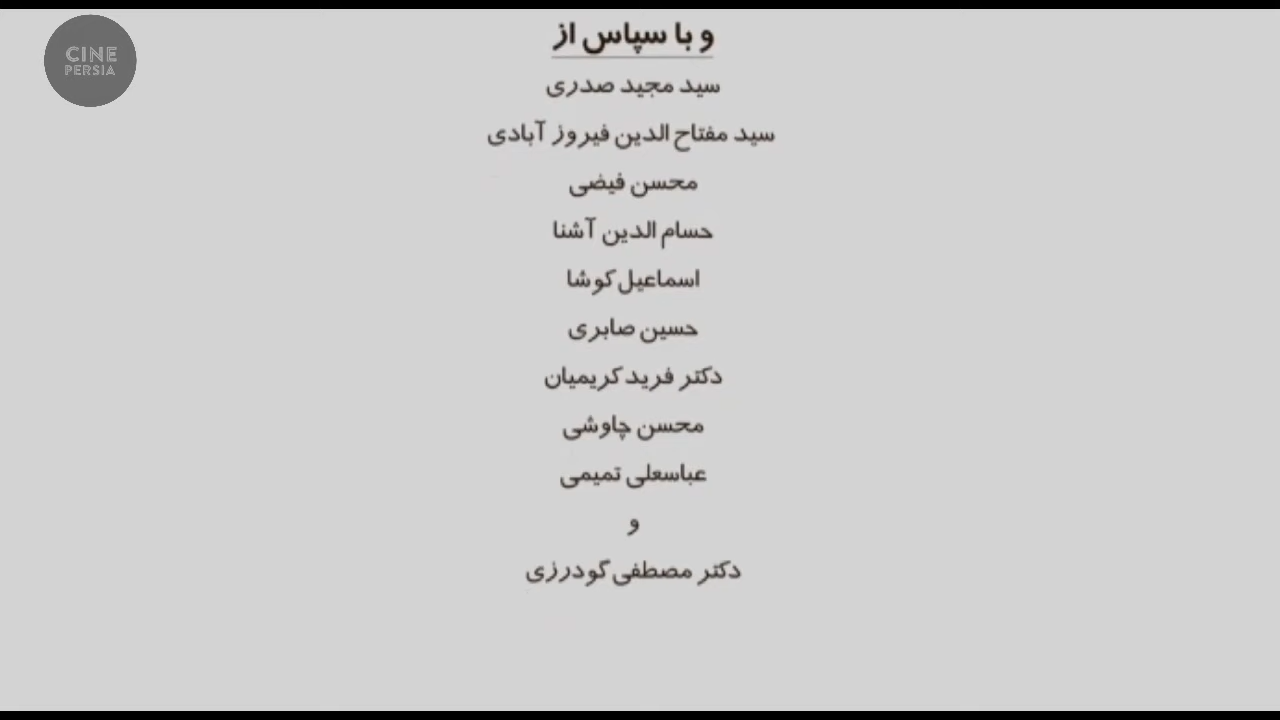 CINE
PERSIA
و با سپاس از
سید مجید صدری
سید مفتاح الدین فیروز آبادی
محسن فیضی
حسام الدین آشنا
اسماعیل کوشا
حسین صابری
دکتر فرید کریمیان
محسن چاوشی
عباسعلی تمیمی
و
دکتر مصطفی گودرزی